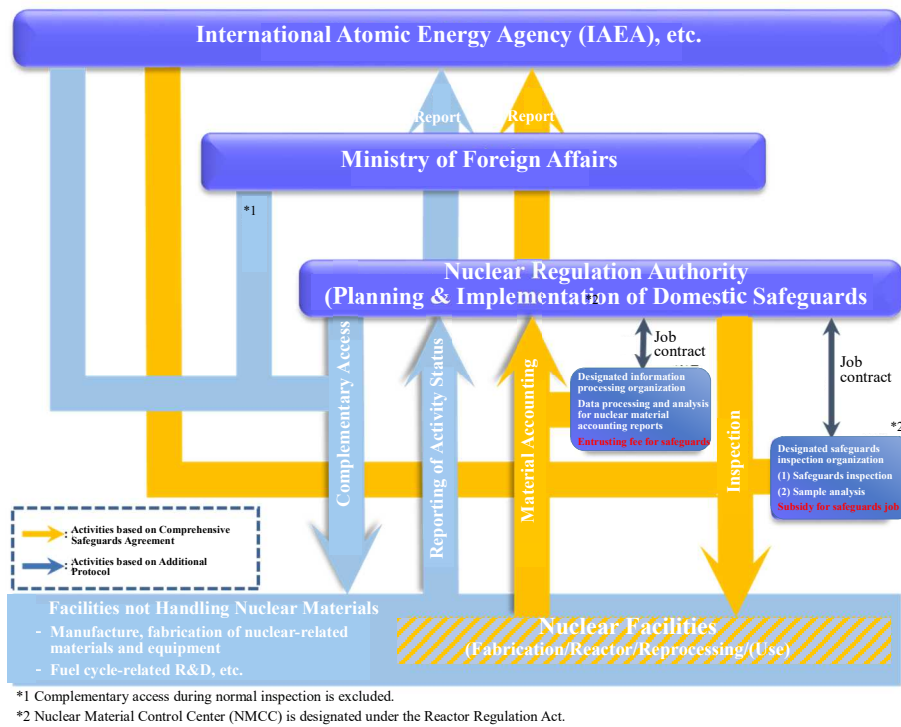 International Atomic Energy Agency (IAEA), etc.
Report
Report
Ministry of Foreign Affairs
*1
Nuclear Regulation Authority
(Planning & Implementation of Domestic Safeguards
*2
Complementary Access
Reporting of Activity Status
Material Accounting
Inspection
Job
contract
Job
contract
Designated information
processing organization
Data processing and analysis
for nuclear material
accounting reports
Entrusting fee for safeguards
*2
Designated safeguards
inspection organization
(1) Safeguards inspection
(2) Sample analysis
Subsidy for safeguards job
: Activities based on Comprehensive
Safeguards Agreement
: Activities based on Additional
Protocol
Facilities not Handling Nuclear Materials
- Manufacture, fabrication of nuclear-related
materials and equipment
- Fuel cycle-related R&D, etc.
Nuclear Facilities
(Fabrication/Reactor/Reprocessing/(Use)
*1 Complementary access during normal inspection is excluded.
*2 Nuclear Material Control Center (NMCC) is designated under the Reactor Regulation Act.